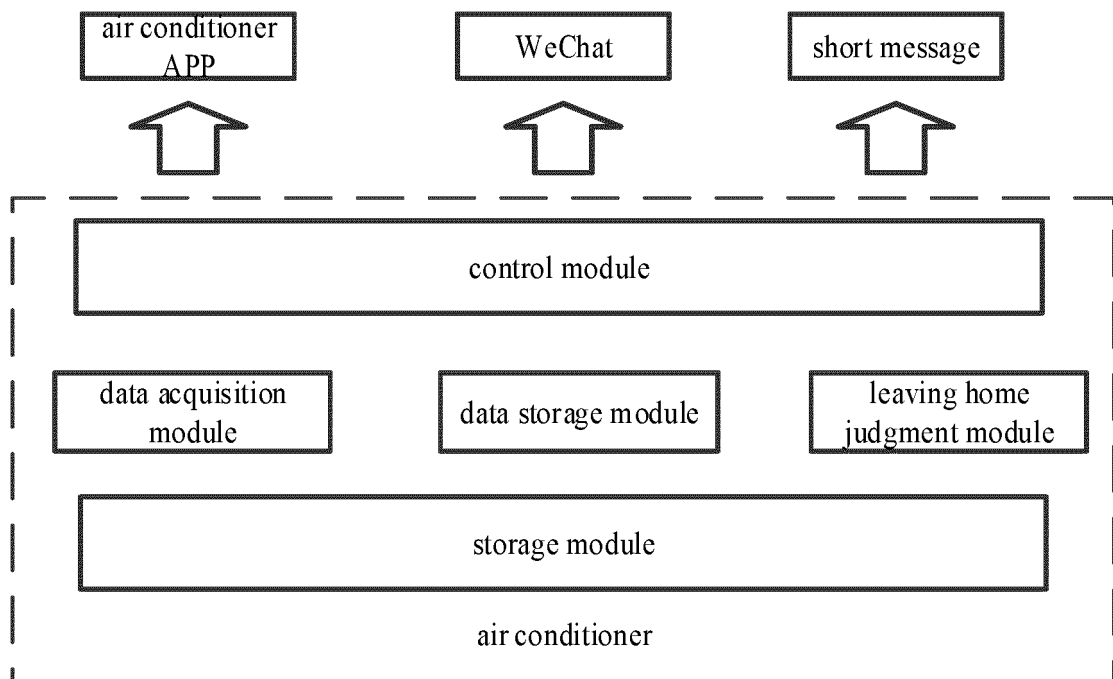 air conditioner
APP
WeChat
short message
control module
data acquisition
module
data storage module
leaving home
judgment module
storage module
air conditioner